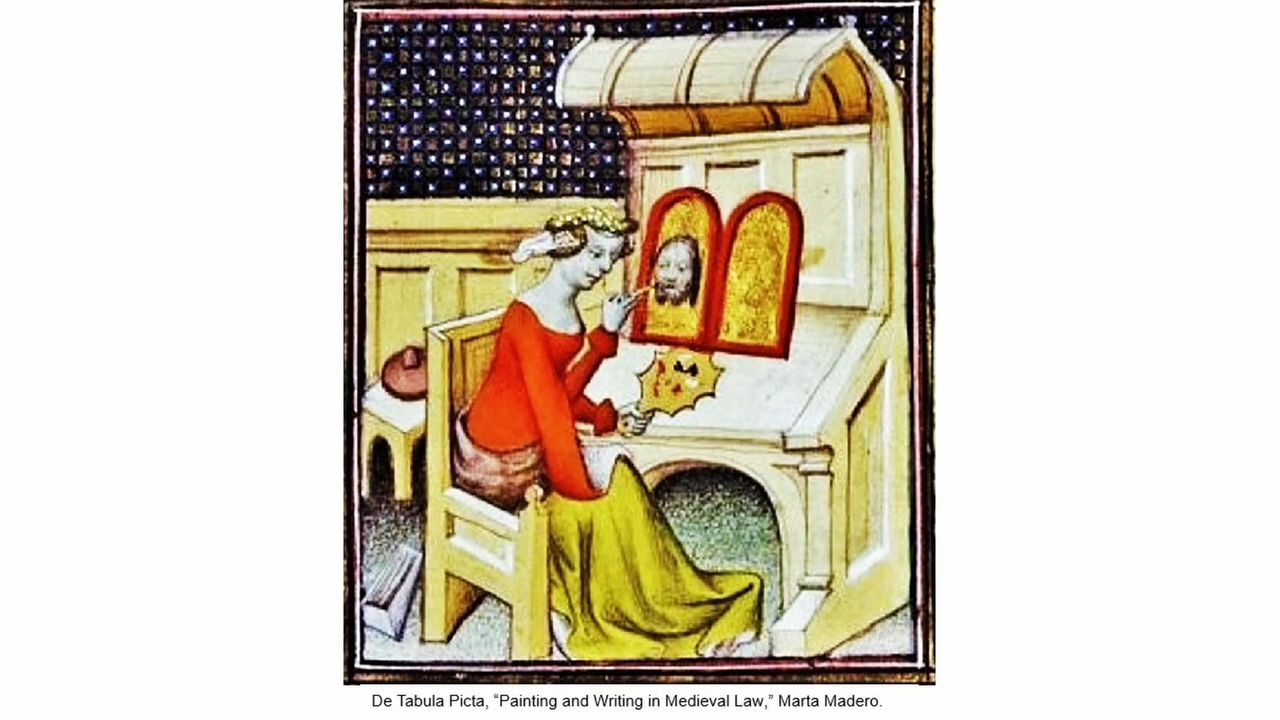 De Tabula Picta, “Painting and Writing in Medieval Law,” Marta Madero.